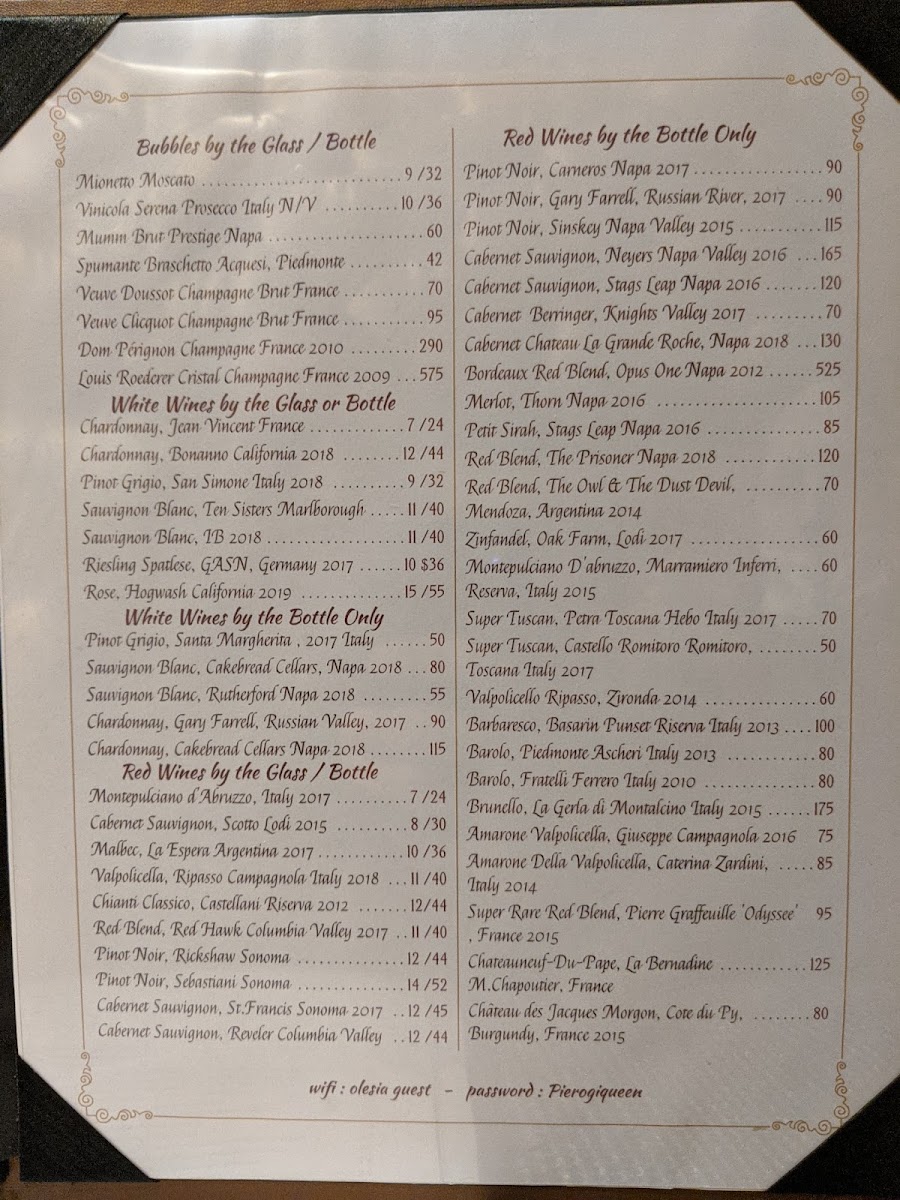 Bubbles by the Glass / Bottle
Mionetto Moscato ........................... 9 /32
Vinicola Serena Prosecco Italy N/V .......... 10 /36
Mumm Brut Prestige Napa ..................... 60
Spumante Braschetto Acquesi, Piedmonte .......... 42
Veuve Doussot Champagne Brut France ........... 70
Veuve Clicquot Champagne Brut France ........... 95
Dom Pérignon Champagne France 2010 ......... 290
Louis Roederer Cristal Champagne France 2009 ... 575
White Wines by the Glass or Bottle
Chardonnay, Jean Vincent France ............ 7 /24
Chardonnay, Bonanno California 2018 ........ 12 /44
Pinot Grigio, San Simone Italy 2018 .......... 9 /32
Sauvignon Blanc, Ten Sisters Marlborough ..... 11 /40
Sauvignon Blanc, IB 2018 .................. 11 /40
Riesling Spatlese, GASN, Germany 2017 ...... 10 $36
Rose, Hogwash California 2019 ............. 15 /55
White Wines by the Bottle Only
Pinot Grigio, Santa Margherita , 2017 Italy ...... 50
Sauvignon Blanc, Cakebread Cellars, Napa 2018 ... 80
Sauvignon Blanc, Rutherford Napa 2018 ......... 55
Chardonnay, Gary Farrell, Russian Valley, 2017 .. 90
Chardonnay, Cakebread Cellars Napa 2018 ........ 115
Red Wines by the Glass / Bottle
Montepulciano d'Abruzzo, Italy 2017 .......... 7 /24
Cabernet Sauvignon, Scotto Lodi 2015 .......... 8 /30
Malbec, La Espera Argentina 2017 ............ 10 /36
Valpolicella, Ripasso Campagnola Italy 2018 ... 11 /40
Chianti Classico, Castellani Riserva 2012 ....... 12/44
Red Blend, Red Hawk Columbia Valley 2017 .. 11 /40
Pinot Noir, Rickshaw Sonoma ............... 12 /44
Pinot Noir, Sebastiani Sonoma ............... 14 /52
Cabernet Sauvignon, St.Francis Sonoma 2017 .. 12 /45
Cabernet Sauvignon, Reveler Columbia Valley .. 12 /44
Red Wines by the Bottle Only
Pinot Noir, Carneros Napa 2017 ................. 90
Pinot Noir, Gary Farrell, Russian River, 2017 .... 90
Pinot Noir, Sinskey Napa Valley 2015 ........... 115
Cabernet Sauvignon, Neyers Napa Valley 2016 ... 165
Cabernet Sauvignon, Stags Leap Napa 2016 ....... 120
Cabernet Berringer, Knights Valley 2017 ......... 70
Cabernet Chateau La Grande Roche, Napa 2018 ... 130
Bordeaux Red Blend, Opus One Napa 2012 ...... 525
Merlot, Thorn Napa 2016 .................. 105
Petit Sirah, Stags Leap Napa 2016 ............... 85
Red Blend, The Prisoner Napa 2018 ............ 120
Red Blend, The Owl & The Dust Devil, .......... 70
Mendoza, Argentina 2014
Zinfandel, Oak Farm, Lodi 2017 ................ 60
Montepulciano D'abruzzo, Marramiero Inferri, .... 60
Reserva, Italy 2015
Super Tuscan, Petra Toscana Hebo Italy 2017 ..... 70
Super Tuscan, Castello Romitoro Romitoro, ........ 50
Toscana Italy 2017
Valpolicello Ripasso, Zironda 2014 ............... 60
Barbaresco, Basarin Punset Riserva Italy 2013 .... 100
Barolo, Piedmonte Ascheri Italy 2013 ............ 80
Barolo, Fratelli Ferrero Italy 2010 ............... 80
Brunello, La Gerla di Montalcino Italy 2015 ...... 175
Amarone Valpolicella, Giuseppe Campagnola 2016 75
Amarone Della Valpolicella, Caterina Zardini, ..... 85
Italy 2014
Super Rare Red Blend, Pierre Graffeuille 'Odyssee' 95
, France 2015
Chateauneuf-Du-Pape, La Bernadine ............ 125
M.Chapoutier, France
Château des Jacques Morgon, Cote du Py, ........ 80
Burgundy, France 2015
wifi : olesia guest - password : Pierogiqueen